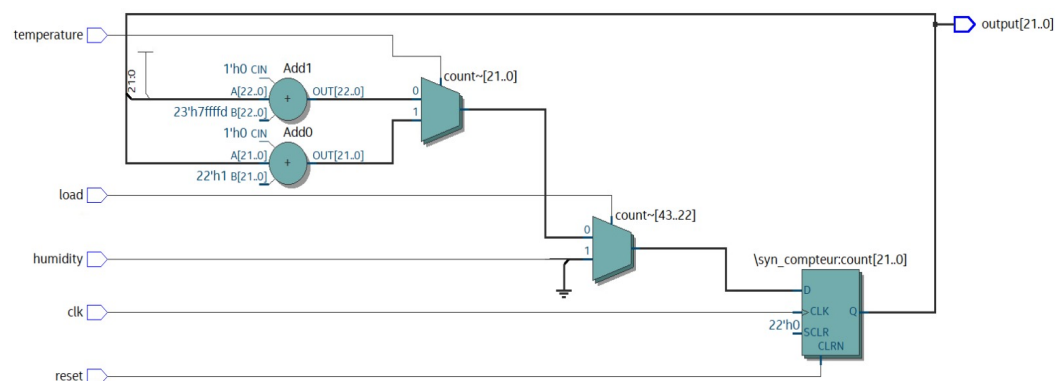 output[21..0]
temperature
21:0
1'h0 CIN
Add1
count~[21..0]
A[22..0]
OUT[22..0]
0
23'h7ffffd B[22..0]
+
1
1'h0 CIN
Add0
A[21..0]
OUT[21..0]
+
22'h1 B[21..0]
load
count~[43..22]
0
humidity
1
\syn_compteur:count[21..0]
D
clk
CLK
Q
22'h0
SCLR
CLRN
reset